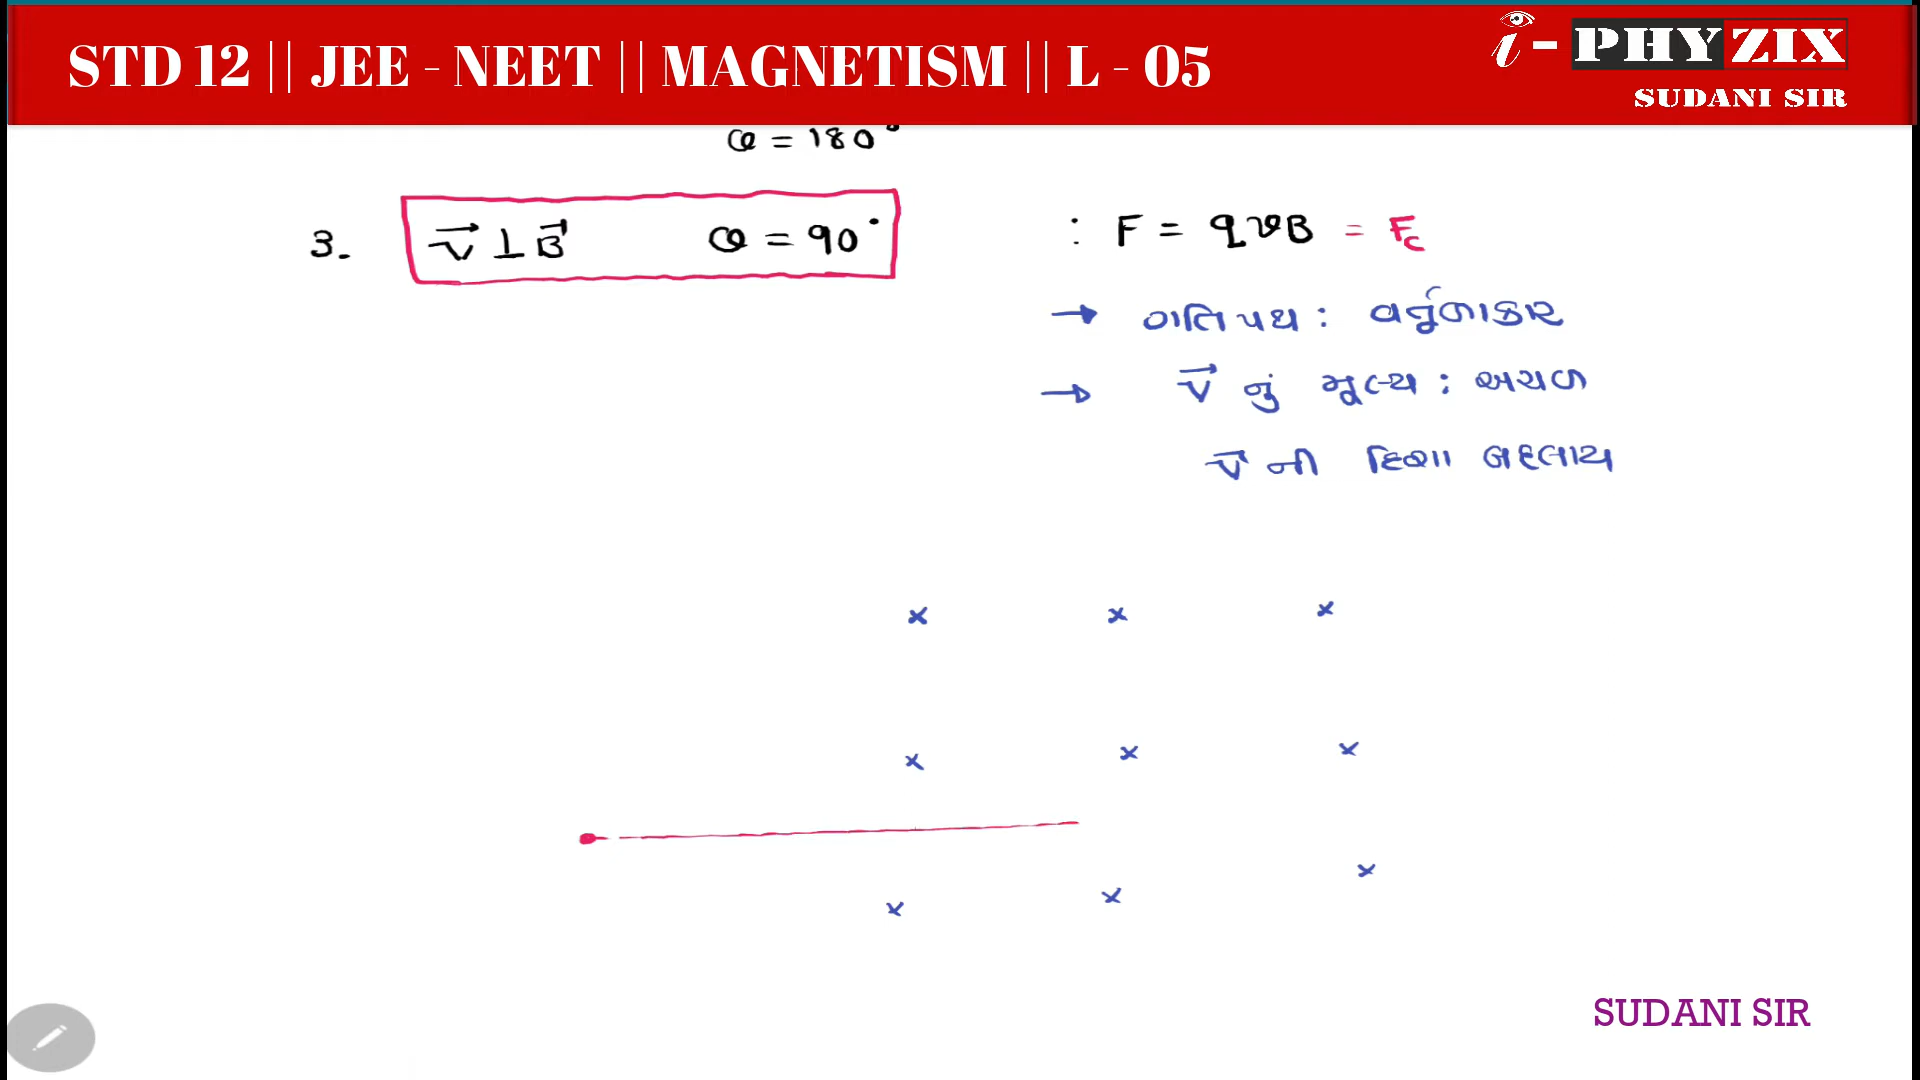 STD 12 || JEE - NEET || MAGNETISM || L - 05
i-PHYZIX
SUDANI SIR
θ = 180°
3. V⃗ ⊥ B⃗ θ = 90° ∴ F = qvB = Fc
→ ગતિપથ : વર્તુળાકાર
→ V⃗ નું મૂલ્ય : અચળ
V⃗ ની દિશા બદલાય
x x x
x x x
x x x
SUDANI SIR